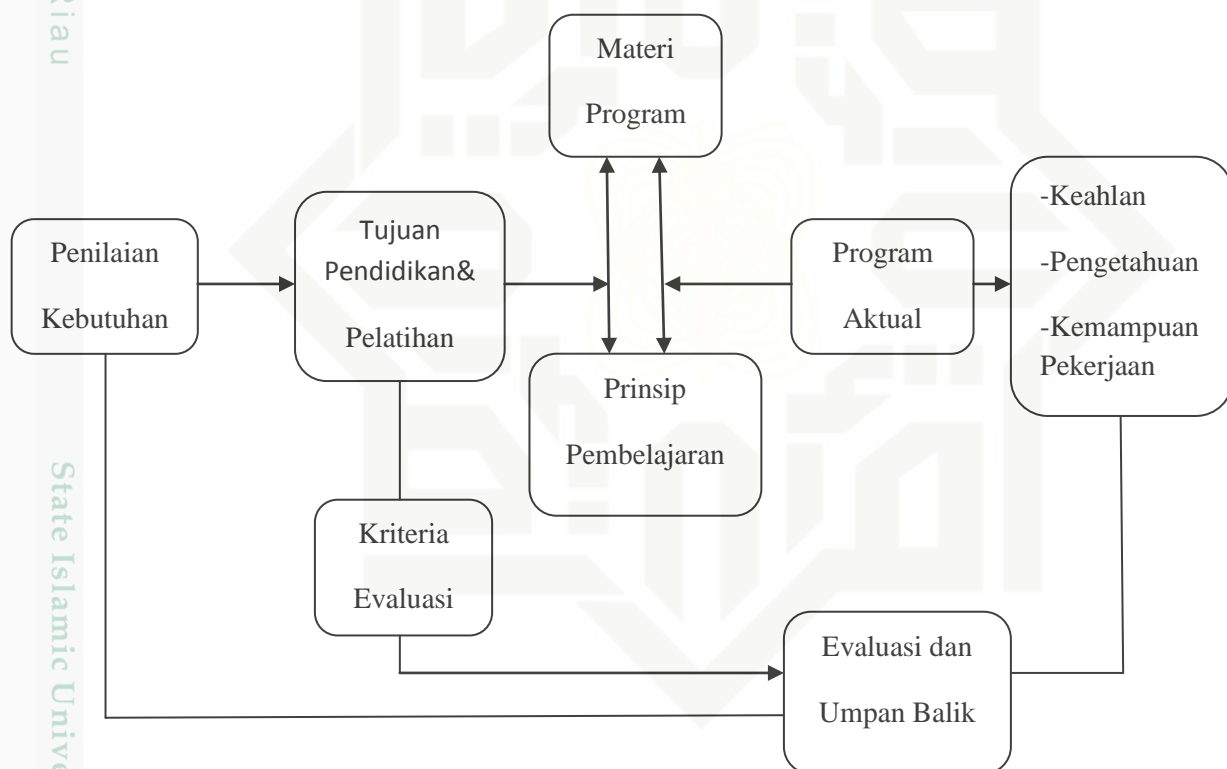 Riau
State Islamic Unive
Materi
Program
Penilaian
Kebutuhan
Tujuan
Pendidikan&
Pelatihan
Program
Aktual
-Keahlan
-Pengetahuan
-Kemampuan
Pekerjaan
Prinsip
Pembelajaran
Kriteria
Evaluasi
Evaluasi dan
Umpan Balik